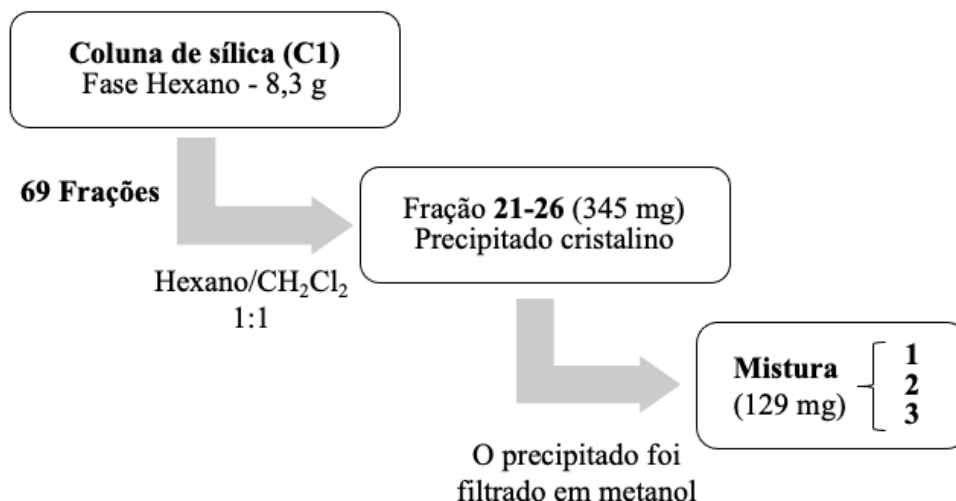 Coluna de sílica (C1)
Fase Hexano - 8,3 g
69 Frações
Hexano/CH₂Cl₂
1:1
Fração 21-26 (345 mg)
Precipitado cristalino
O precipitado foi
filtrado em metanol
Mistura
(129 mg)
1
2
3